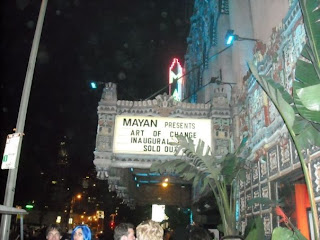 MAYAN PRESENTS
ART OF CHANGE
INAUGURAL
SOLD OUT